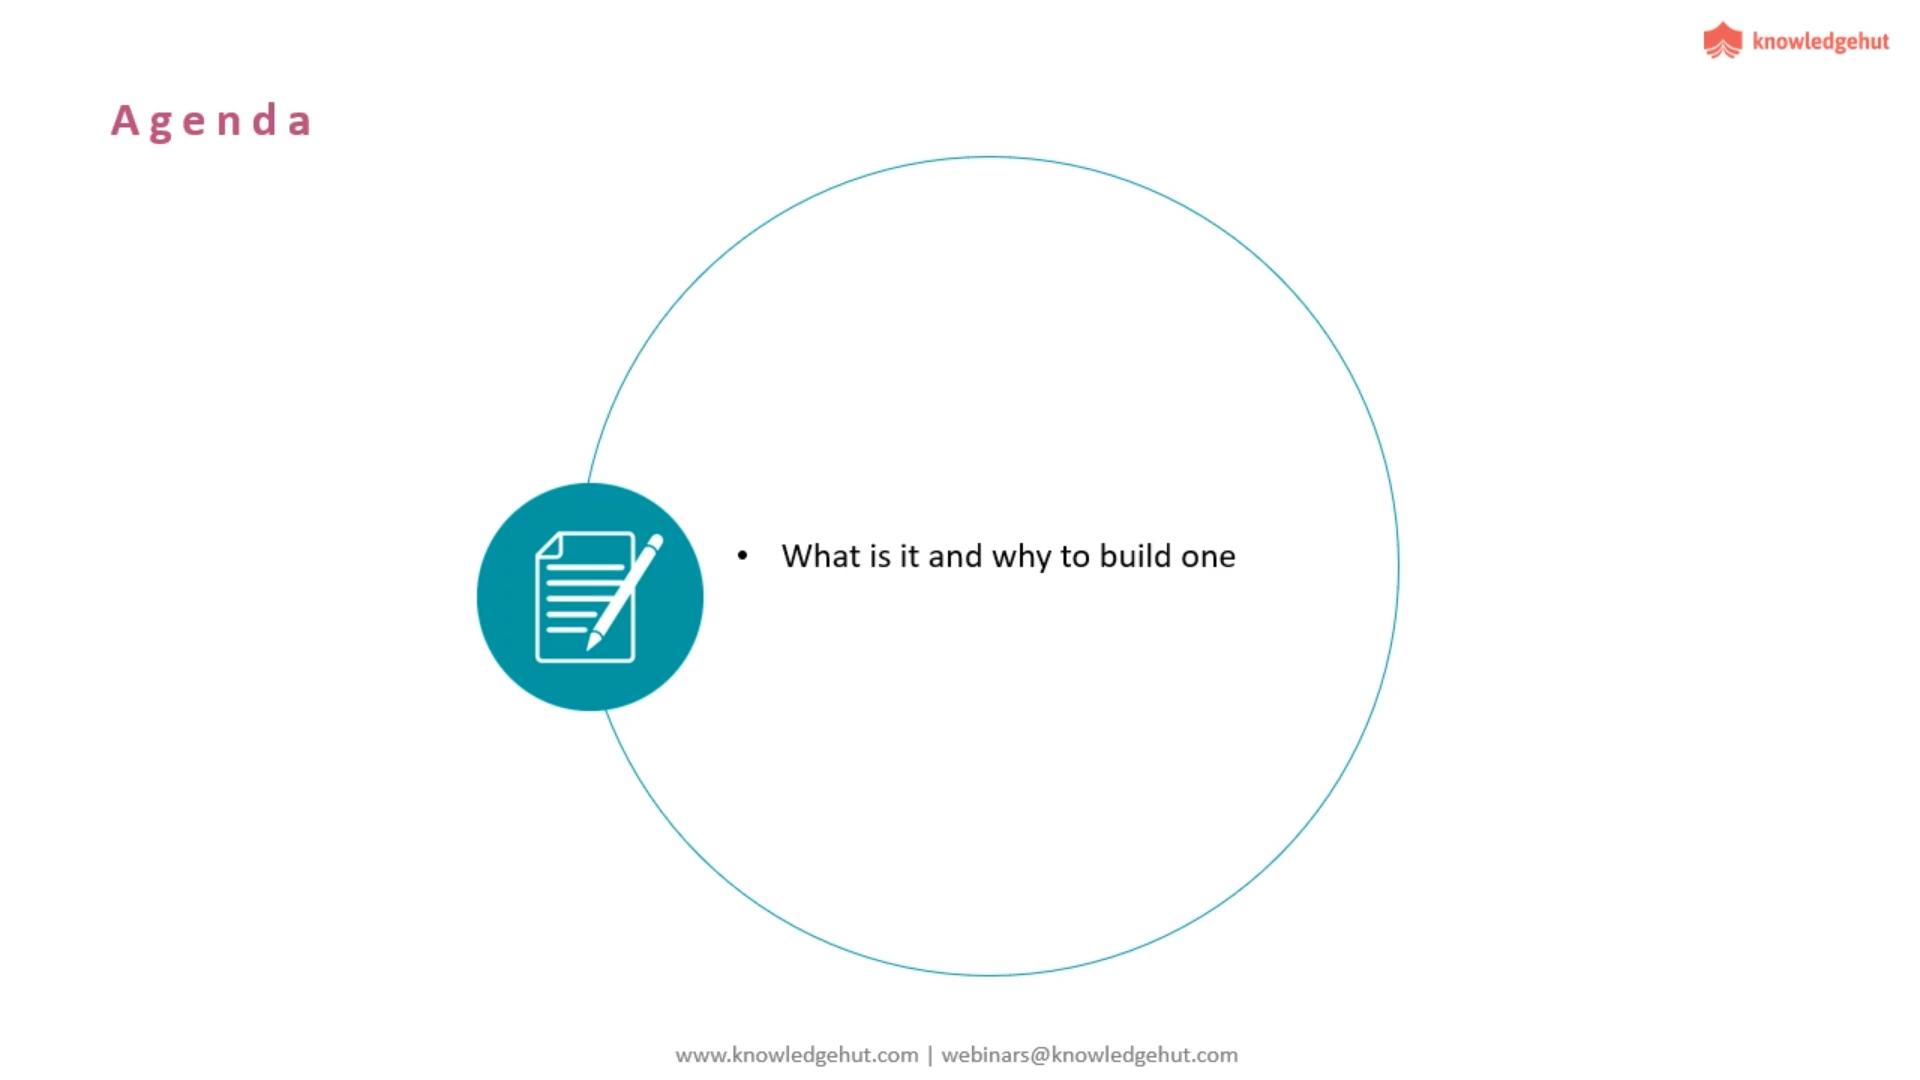 knowledgehut
Agenda
• What is it and why to build one
www.knowledgehut.com | webinars@knowledgehut.com